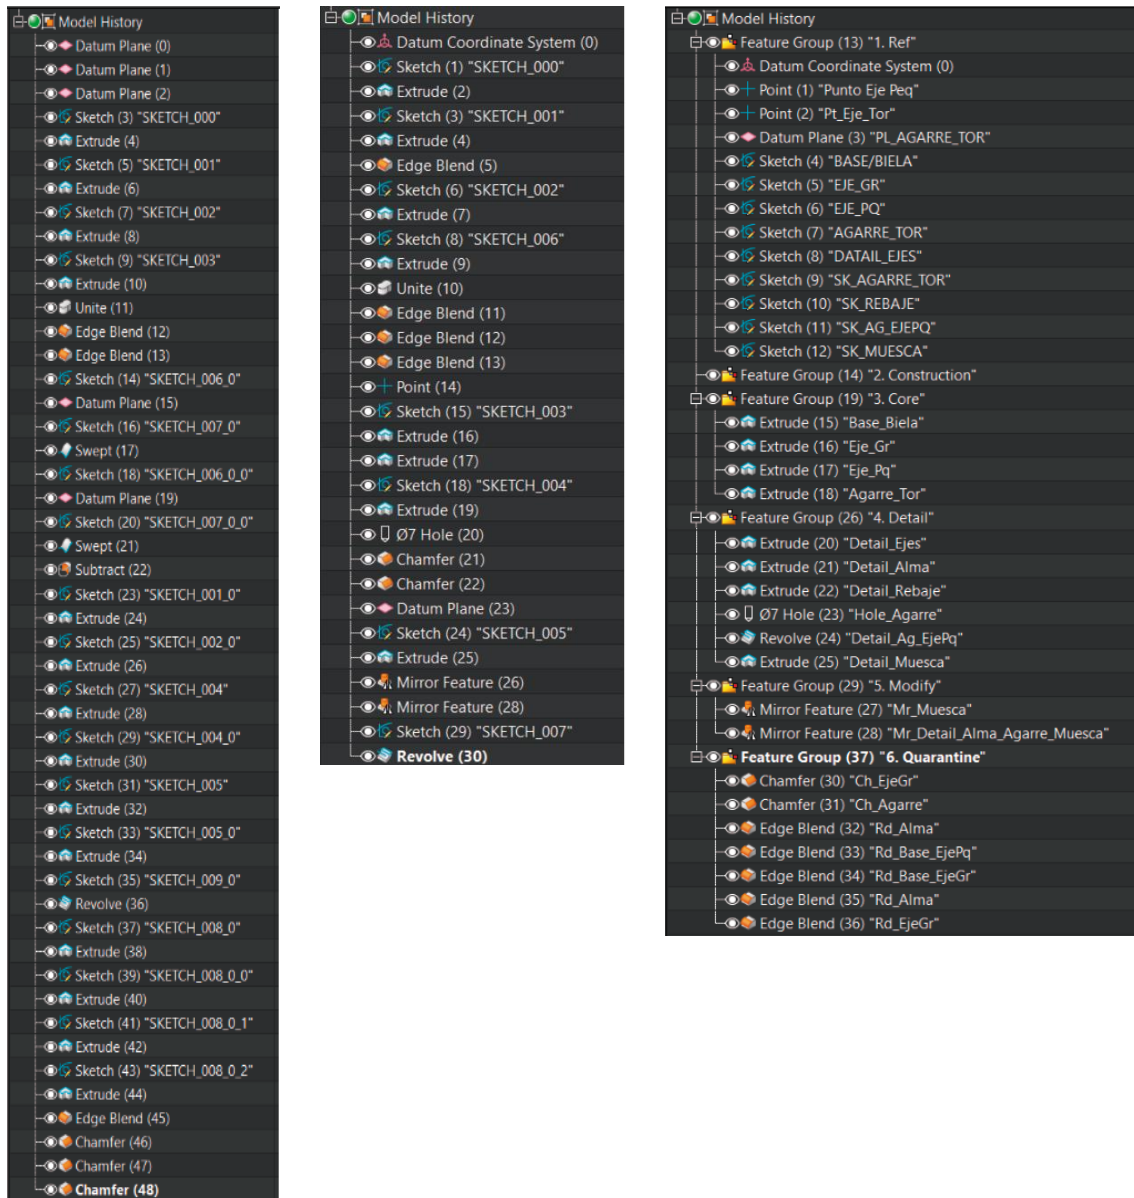 Model History
Datum Plane (0)
Datum Plane (1)
Datum Plane (2)
Sketch (3) "SKETCH_000"
Extrude (4)
Sketch (5) "SKETCH_001"
Extrude (6)
Sketch (7) "SKETCH_002"
Extrude (8)
Sketch (9) "SKETCH_003"
Extrude (10)
Unite (11)
Edge Blend (12)
Edge Blend (13)
Sketch (14) "SKETCH_006_0"
Datum Plane (15)
Sketch (16) "SKETCH_007_0"
Swept (17)
Sketch (18) "SKETCH_006_0_0"
Datum Plane (19)
Sketch (20) "SKETCH_007_0_0"
Swept (21)
Subtract (22)
Sketch (23) "SKETCH_001_0"
Extrude (24)
Sketch (25) "SKETCH_002_0"
Extrude (26)
Sketch (27) "SKETCH_004"
Extrude (28)
Sketch (29) "SKETCH_004_0"
Extrude (30)
Sketch (31) "SKETCH_005"
Extrude (32)
Sketch (33) "SKETCH_005_0"
Extrude (34)
Sketch (35) "SKETCH_009_0"
Revolve (36)
Sketch (37) "SKETCH_008_0"
Extrude (38)
Sketch (39) "SKETCH_008_0_0"
Extrude (40)
Sketch (41) "SKETCH_008_0_1"
Extrude (42)
Sketch (43) "SKETCH_008_0_2"
Extrude (44)
Edge Blend (45)
Chamfer (46)
Chamfer (47)
Chamfer (48)
Model History
Datum Coordinate System (0)
Sketch (1) "SKETCH_000"
Extrude (2)
Sketch (3) "SKETCH_001"
Extrude (4)
Edge Blend (5)
Sketch (6) "SKETCH_002"
Extrude (7)
Sketch (8) "SKETCH_006"
Extrude (9)
Unite (10)
Edge Blend (11)
Edge Blend (12)
Edge Blend (13)
Point (14)
Sketch (15) "SKETCH_003"
Extrude (16)
Extrude (17)
Sketch (18) "SKETCH_004"
Extrude (19)
Ø7 Hole (20)
Chamfer (21)
Chamfer (22)
Datum Plane (23)
Sketch (24) "SKETCH_005"
Extrude (25)
Mirror Feature (26)
Mirror Feature (28)
Sketch (29) "SKETCH_007"
Revolve (30)
Model History
Feature Group (13) "1. Ref"
Datum Coordinate System (0)
Point (1) "Punto Eje Peq"
Point (2) "Pt_Eje_Tor"
Datum Plane (3) "PL_AGARRE_TOR"
Sketch (4) "BASE/BIELA"
Sketch (5) "EJE_GR"
Sketch (6) "EJE_PQ"
Sketch (7) "AGARRE_TOR"
Sketch (8) "DATAIL_EJES"
Sketch (9) "SK_AGARRE_TOR"
Sketch (10) "SK_REBAJE"
Sketch (11) "SK_AG_EJEPQ"
Sketch (12) "SK_MUESCA"
Feature Group (14) "2. Construction"
Feature Group (19) "3. Core"
Extrude (15) "Base_Biela"
Extrude (16) "Eje_Gr"
Extrude (17) "Eje_Pq"
Extrude (18) "Agarre_Tor"
Feature Group (26) "4. Detail"
Extrude (20) "Detail_Ejes"
Extrude (21) "Detail_Alma"
Extrude (22) "Detail_Rebaje"
Ø7 Hole (23) "Hole_Agarre"
Revolve (24) "Detail_Ag_EjePq"
Extrude (25) "Detail_Muesca"
Feature Group (29) "5. Modify"
Mirror Feature (27) "Mr_Muesca"
Mirror Feature (28) "Mr_Detail_Alma_Agarre_Muesca"
Feature Group (37) "6. Quarantine"
Chamfer (30) "Ch_EjeGr"
Chamfer (31) "Ch_Agarre"
Edge Blend (32) "Rd_Alma"
Edge Blend (33) "Rd_Base_EjePq"
Edge Blend (34) "Rd_Base_EjeGr"
Edge Blend (35) "Rd_Alma"
Edge Blend (36) "Rd_EjeGr"